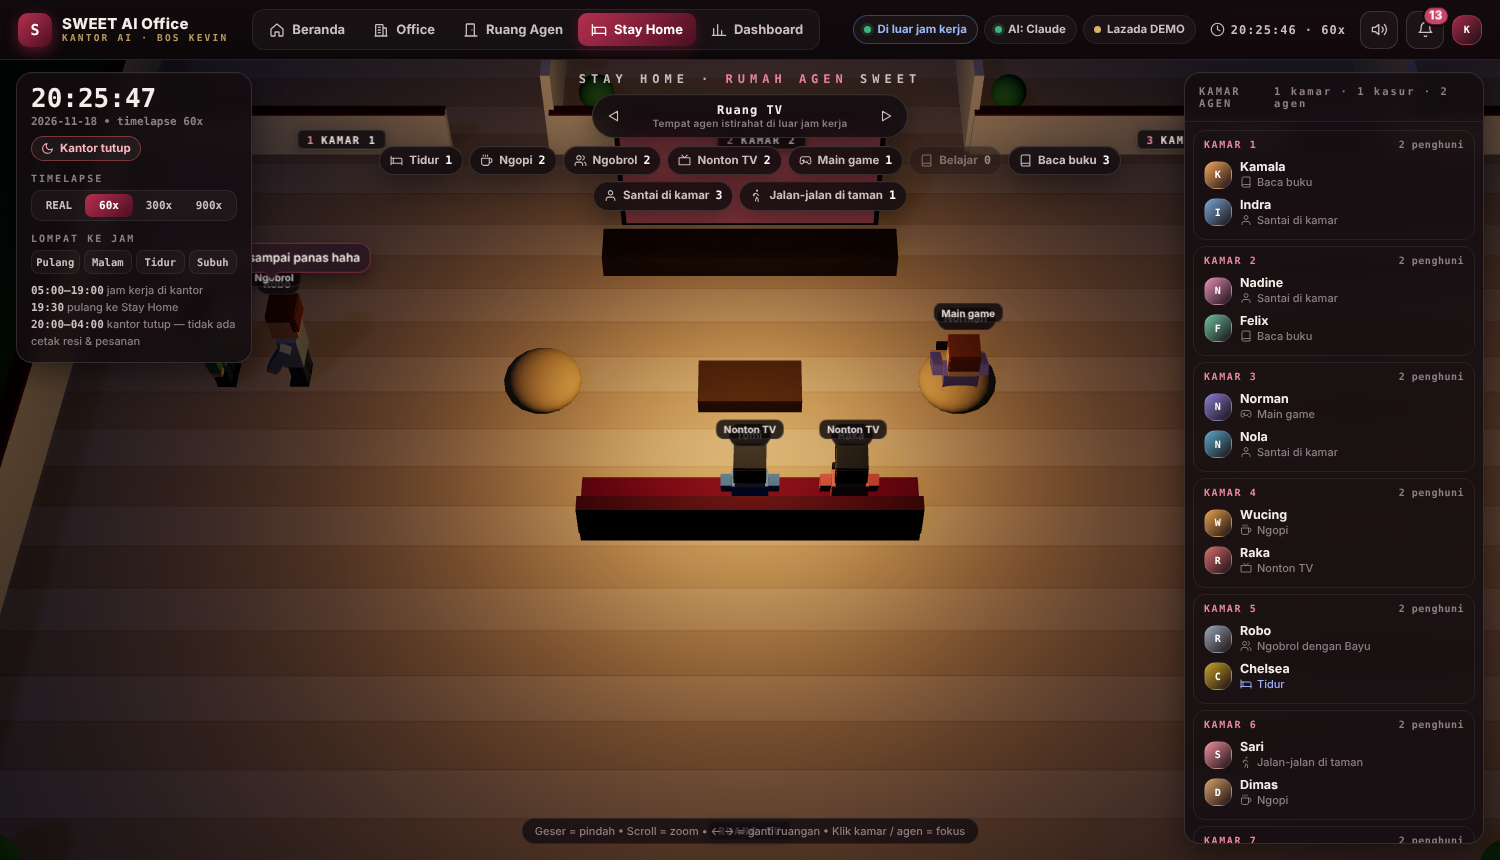 S
SWEET AI Office
KANTOR AI · BOS KEVIN
Beranda
Office
Ruang Agen
Stay Home
Dashboard
Di luar jam kerja
AI: Claude
Lazada DEMO
20:25:46 · 60x
13
K
20:25:47
2026-11-18 • timelapse 60x
Kantor tutup
TIMELAPSE
REAL 60x 300x 900x
LOMPAT KE JAM
Pulang Malam Tidur Subuh
05:00–19:00 jam kerja di kantor
19:30 pulang ke Stay Home
20:00–04:00 kantor tutup — tidak ada
cetak resi & pesanan
STAY HOME · RUMAH AGEN SWEET
Ruang TV
Tempat agen istirahat di luar jam kerja
1 KAMAR 1
2 KAMAR 2
3 KAM
Tidur 1
Ngopi 2
Ngobrol 2
Nonton TV 2
Main game 1
Belajar 0
Baca buku 3
Santai di kamar 3
Jalan-jalan di taman 1
sampai panas haha
Ngobrol
Main game
Nonton TV
Nonton TV
Geser = pindah • Scroll = zoom • ←→ = ganti ruangan • Klik kamar / agen = fokus
KAMAR AGEN
1 kamar · 1 kasur · 2 agen
KAMAR 1 2 penghuni
K
Kamala
Baca buku
I
Indra
Santai di kamar
KAMAR 2 2 penghuni
N
Nadine
Santai di kamar
F
Felix
Baca buku
KAMAR 3 2 penghuni
N
Norman
Main game
N
Nola
Santai di kamar
KAMAR 4 2 penghuni
W
Wucing
Ngopi
R
Raka
Nonton TV
KAMAR 5 2 penghuni
R
Robo
Ngobrol dengan Bayu
C
Chelsea
Tidur
KAMAR 6 2 penghuni
S
Sari
Jalan-jalan di taman
D
Dimas
Ngopi
KAMAR 7 2 penghuni